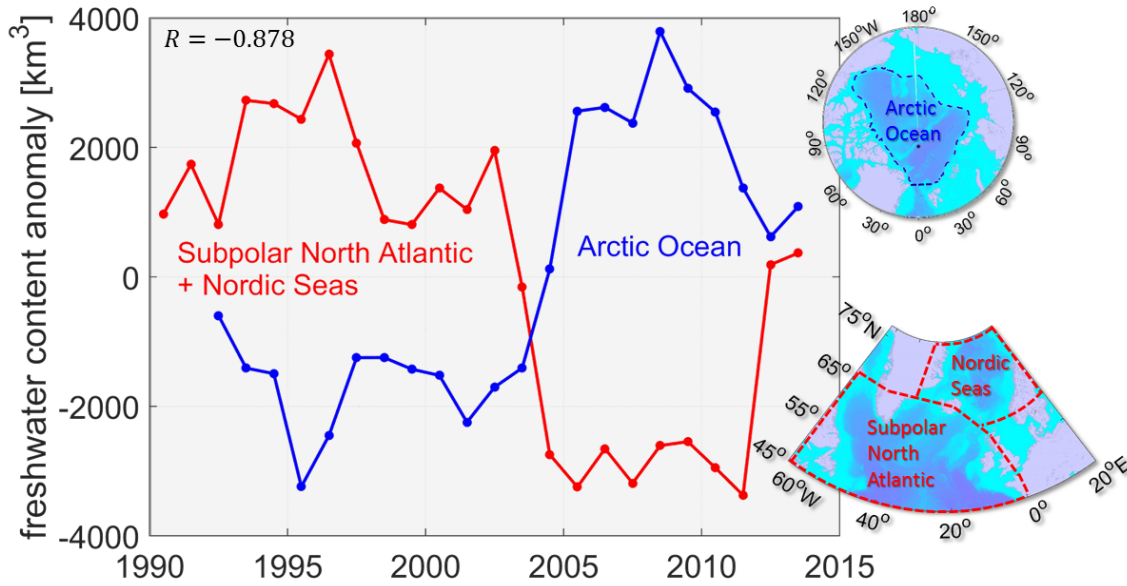 freshwater content anomaly [km³]
4000
2000
0
-2000
-4000
1990
1995
2000
2005
2010
2015
R = −0.878
Subpolar North Atlantic
+ Nordic Seas
Arctic Ocean
180°
150°W
150°
120°
120°
90°
90°
60°
60°
30°
30°
0°
Arctic
Ocean
75°N
65°
55°
45°
60°W
40°
20°
0°
20°E
Nordic
Seas
Subpolar
North
Atlantic